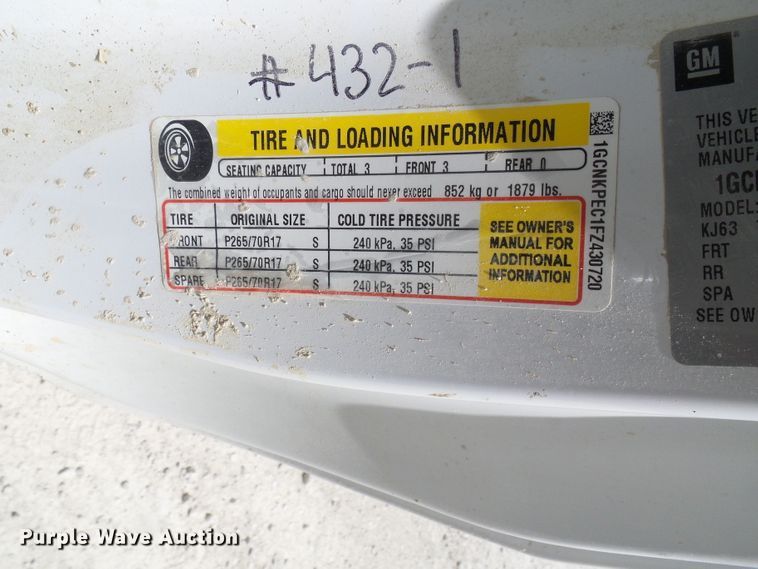 #432-1
TIRE AND LOADING INFORMATION
SEATING CAPACITY TOTAL 3 FRONT 3 REAR 0
The combined weight of occupants and cargo should never exceed 852 kg or 1879 lbs.
TIRE ORIGINAL SIZE COLD TIRE PRESSURE
FRONT P265/70R17 S 240 kPa, 35 PSI
REAR P265/70R17 S 240 kPa, 35 PSI
SPARE P265/70R17 S 240 kPa, 35 PSI
SEE OWNER'S
MANUAL FOR
ADDITIONAL
INFORMATION
1GCNKPEC1FZ430720
GM
THIS VE
VEHICLE
MANUFA
1GC
MODEL:
KJ63
FRT
RR
SPA
SEE OW
Purple Wave Auction